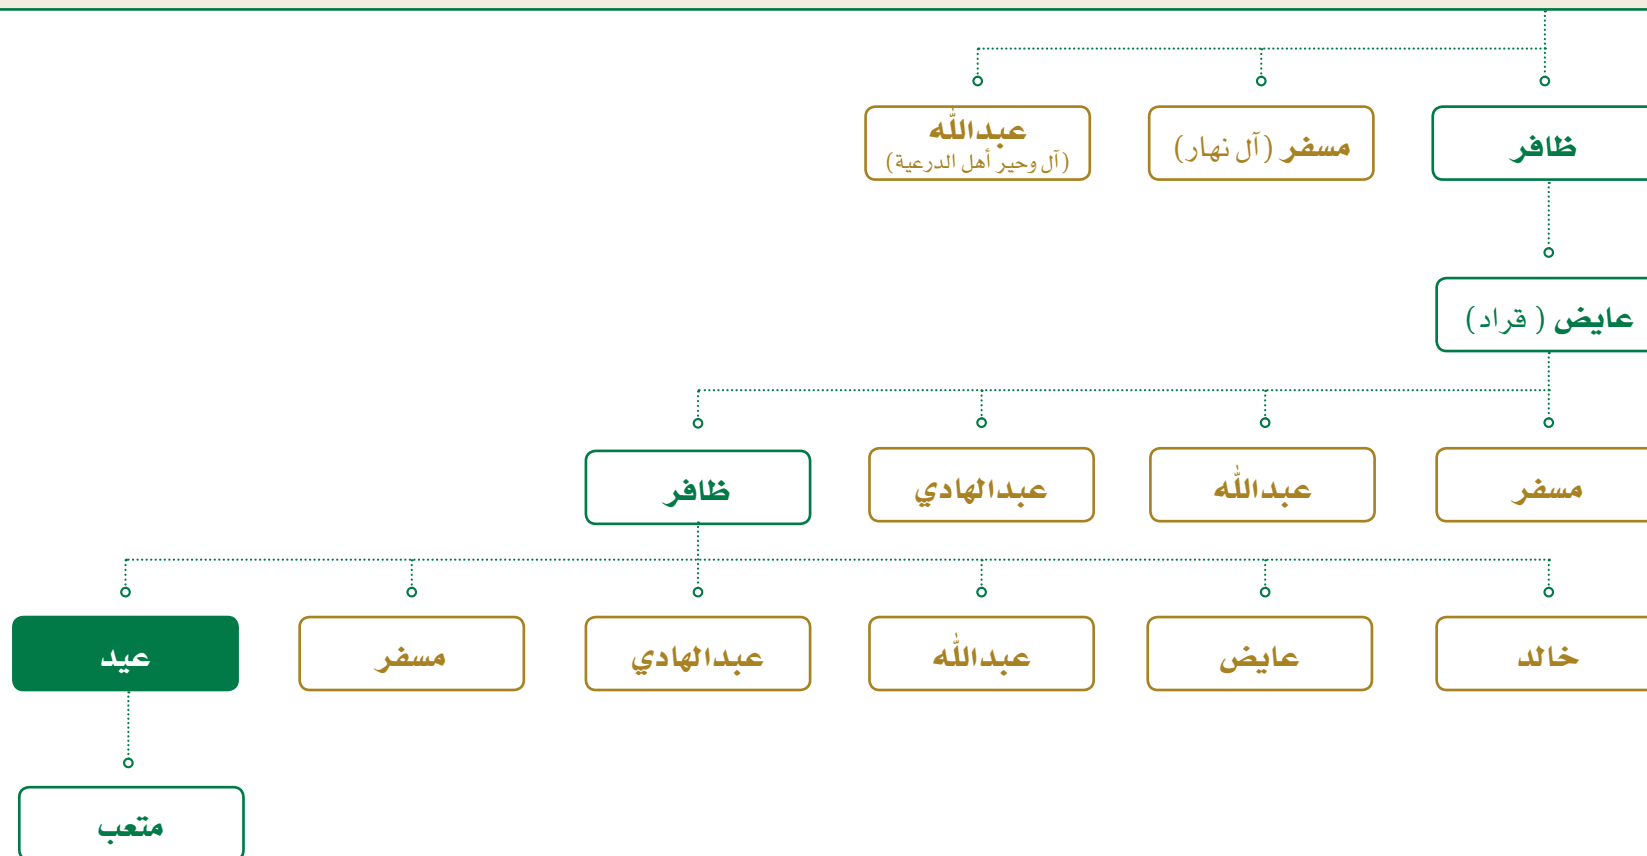 ظافر
مسفر (آل نهار)
عبدالله
(آل وحير أهل الدرعية)
عايض ( قراد)
مسفر
عبدالله
عبدالهادي
ظافر
خالد
عايض
عبدالله
عبدالهادي
مسفر
عيد
متعب